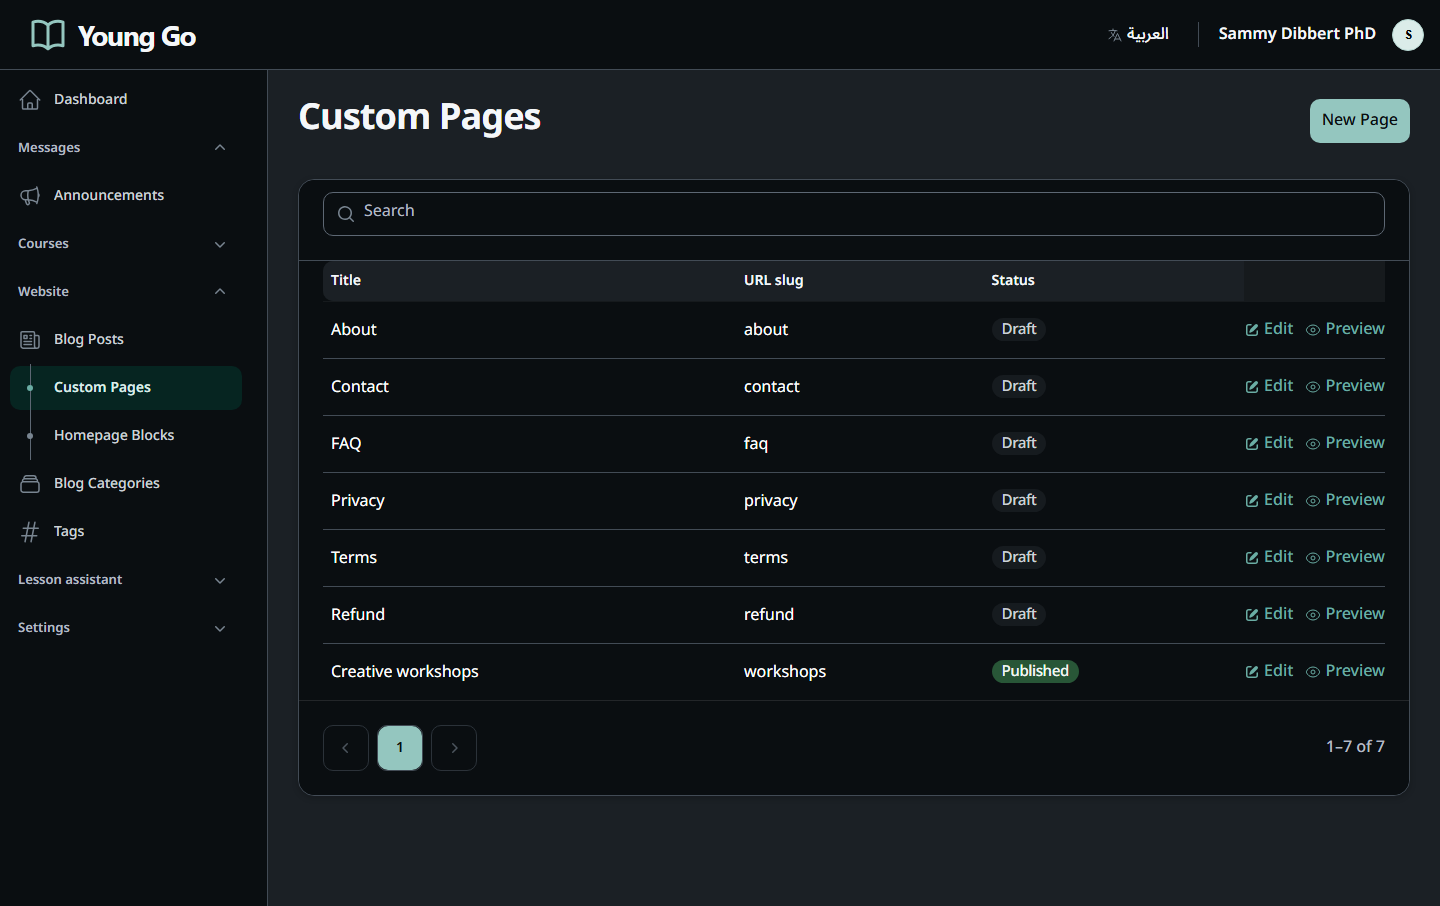 Young Go
العربية
Sammy Dibbert PhD
S
Dashboard
Messages
Announcements
Courses
Website
Blog Posts
Custom Pages
Homepage Blocks
Blog Categories
Tags
Lesson assistant
Settings
Custom Pages
New Page
Search
Title URL slug Status
About about Draft Edit Preview
Contact contact Draft Edit Preview
FAQ faq Draft Edit Preview
Privacy privacy Draft Edit Preview
Terms terms Draft Edit Preview
Refund refund Draft Edit Preview
Creative workshops workshops Published Edit Preview
1
1–7 of 7